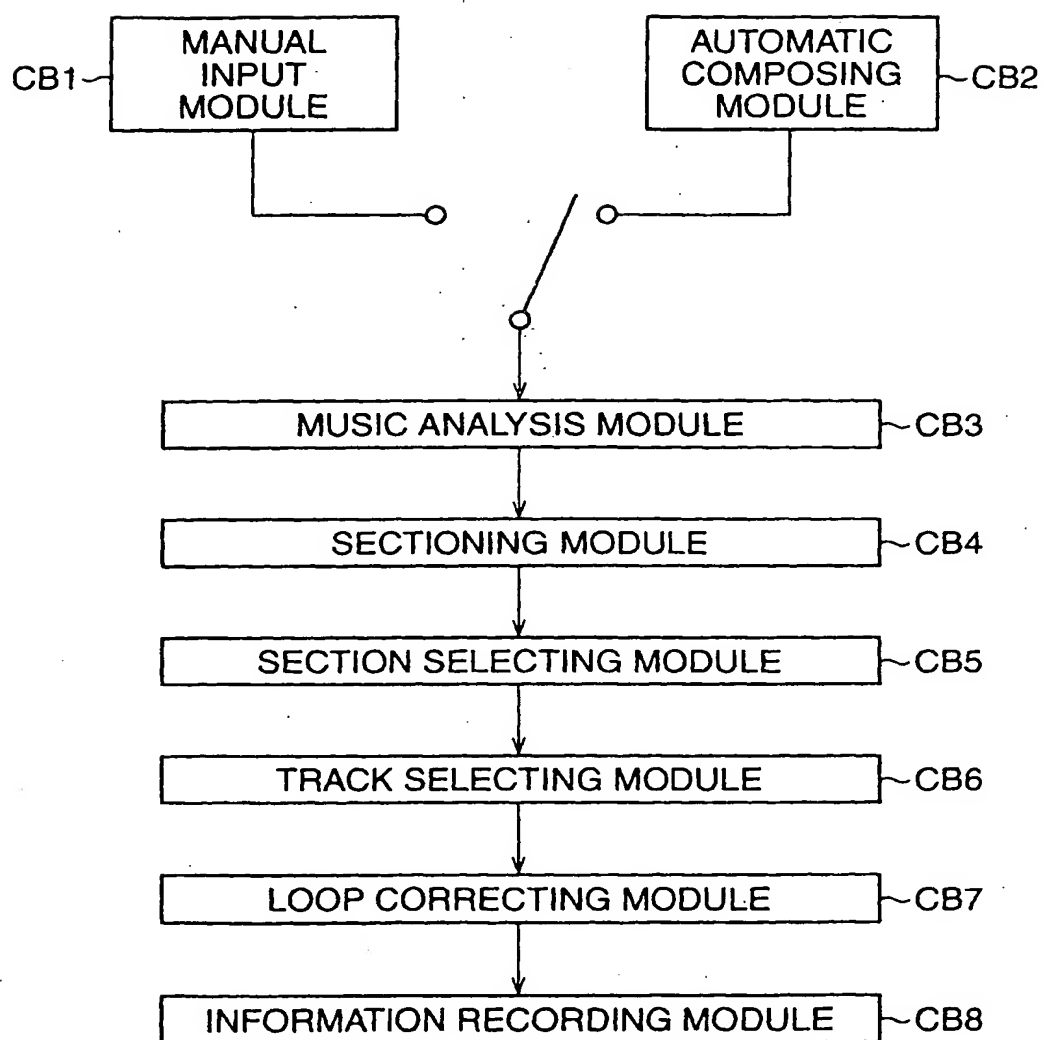 CB1
MANUAL
INPUT
MODULE
AUTOMATIC
COMPOSING
MODULE
CB2
MUSIC ANALYSIS MODULE
CB3
SECTIONING MODULE
CB4
SECTION SELECTING MODULE
CB5
TRACK SELECTING MODULE
CB6
LOOP CORRECTING MODULE
CB7
INFORMATION RECORDING MODULE
CB8